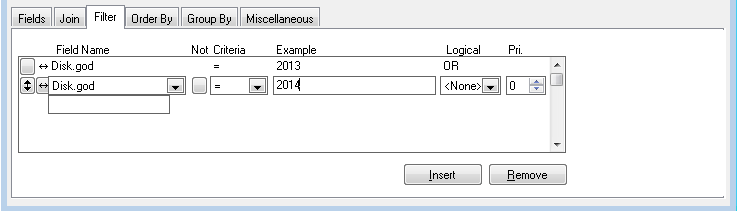 Fields Join Filter Order By Group By Miscellaneous
Field Name Not Criteria Example Logical Pri.
Disk.god = 2013 OR
Disk.god = 2014 <None> 0
Insert Remove